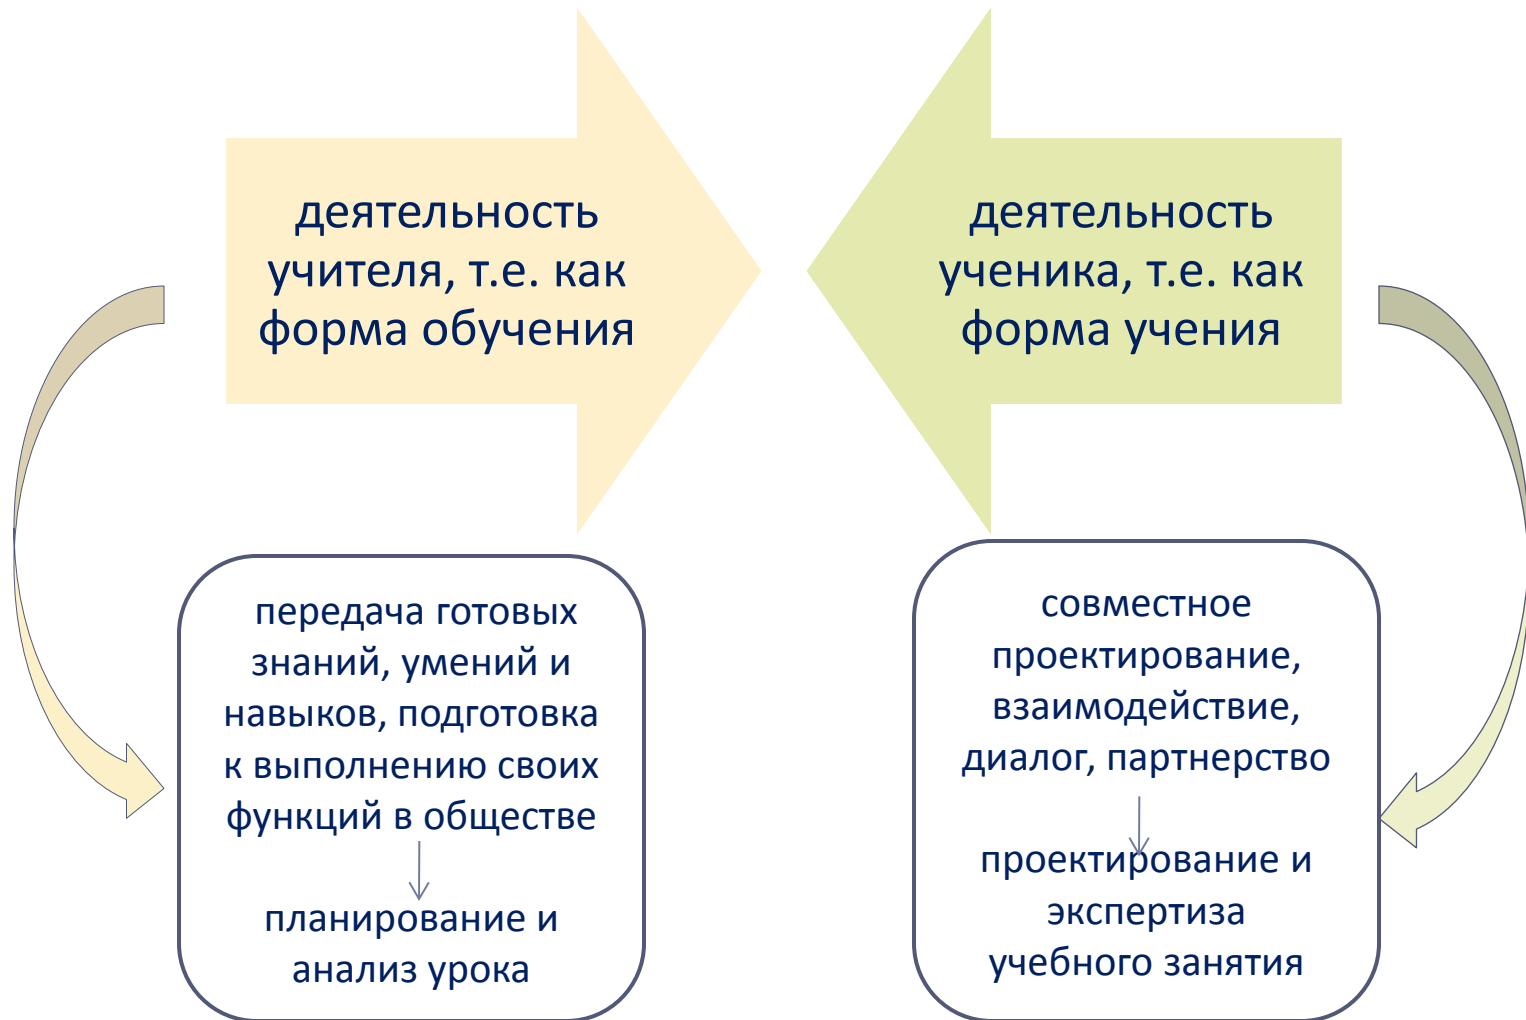 деятельность
учителя, т.е. как
форма обучения
деятельность
ученика, т.е. как
форма учения
передача готовых
знаний, умений и
навыков, подготовка
к выполнению своих
функций в обществе
планирование и
анализ урока
совместное
проектирование,
взаимодействие,
диалог, партнерство
проектирование и
экспертиза
учебного занятия